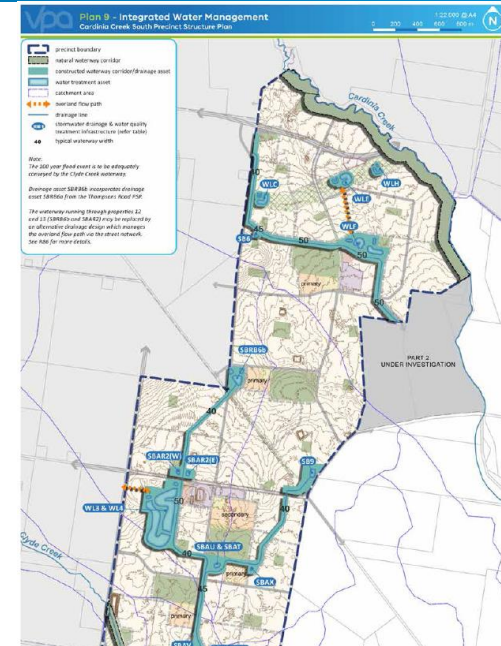 vpa
Plan 9 - Integrated Water Management
Cardinia Creek South Precinct Structure Plan
1:22,000 @ A4
0 200 400 600 800 m
N
precinct boundary
natural waterway corridor
constructed waterway corridor/drainage asset
water treatment asset
catchment area
overland flow path
drainage line
SB1
stormwater drainage & water quality
treatment infrastructure (refer table)
40 typical waterway width
Note:
The 100 year flood event is to be adequately
conveyed by the Clyde Creek waterway.
Drainage asset SBRB6b incorporates drainage
asset SBRB6a from the Thompsons Road PSP.
The waterway running through properties 12
and 13 (SBRB6b and SBAR2) may be replaced by
an alternative drainage design which manages
the overland flow path via the street network.
See R86 for more details.
Cardinia Creek
WLC
WLH
WLE
WLF
45
SB6
50
50
primary
50
PART 2
UNDER INVESTIGATION
SBRB6b
primary
40
SBAR2(W)
SBAR2(E)
SB9
50
WL3 & WL4
secondary
40
Clyde Creek
SBAU & SBAT
40
primary
SBAX
45
primary